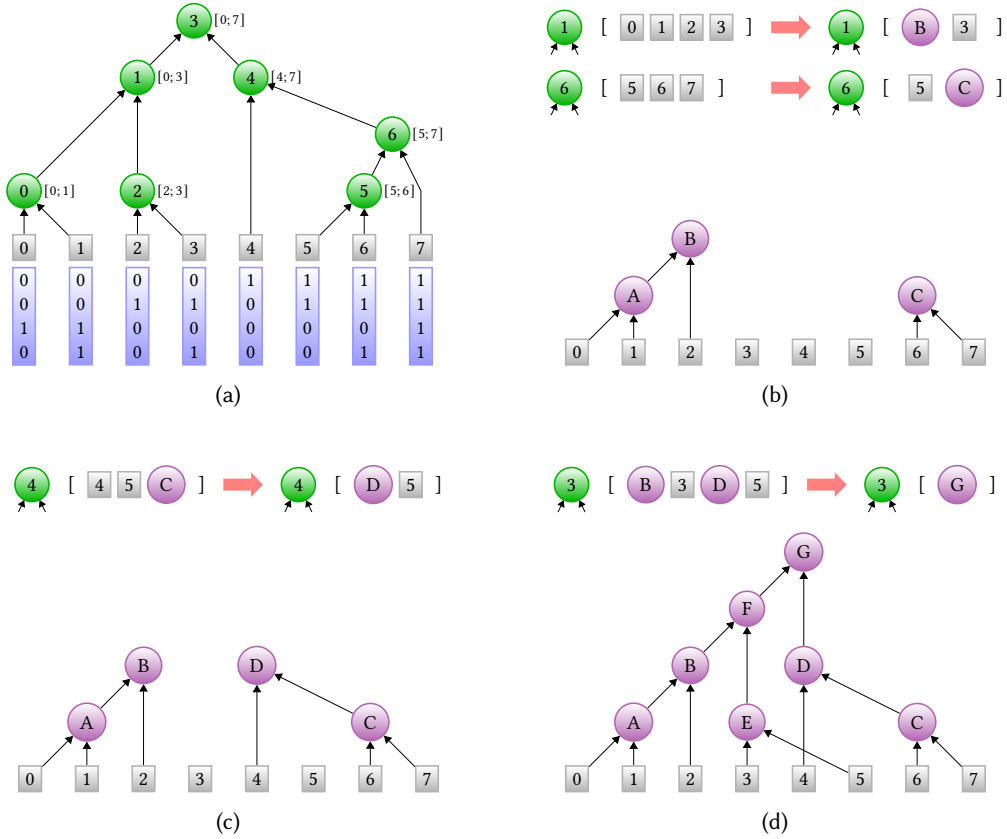 3 [0; 7]
1 [0; 3] 4 [4; 7]
6 [5; 7]
0 [0; 1] 2 [2; 3] 5 [5; 6]
0 1 2 3 4 5 6 7
0 0 0 0 1 1 1 1
0 0 1 1 0 1 1 1
1 1 0 0 0 0 0 1
0 1 0 1 0 0 1 1
(a)
1 [ 0 1 2 3 ] 1 [ B 3 ]
6 [ 5 6 7 ] 6 [ 5 C ]
B
A C
0 1 2 3 4 5 6 7
(b)
4 [ 4 5 C ] 4 [ D 5 ]
B D
A C
0 1 2 3 4 5 6 7
(c)
3 [ B 3 D 5 ] 3 [ G ]
G
F
B D
A E C
0 1 2 3 4 5 6 7
(d)